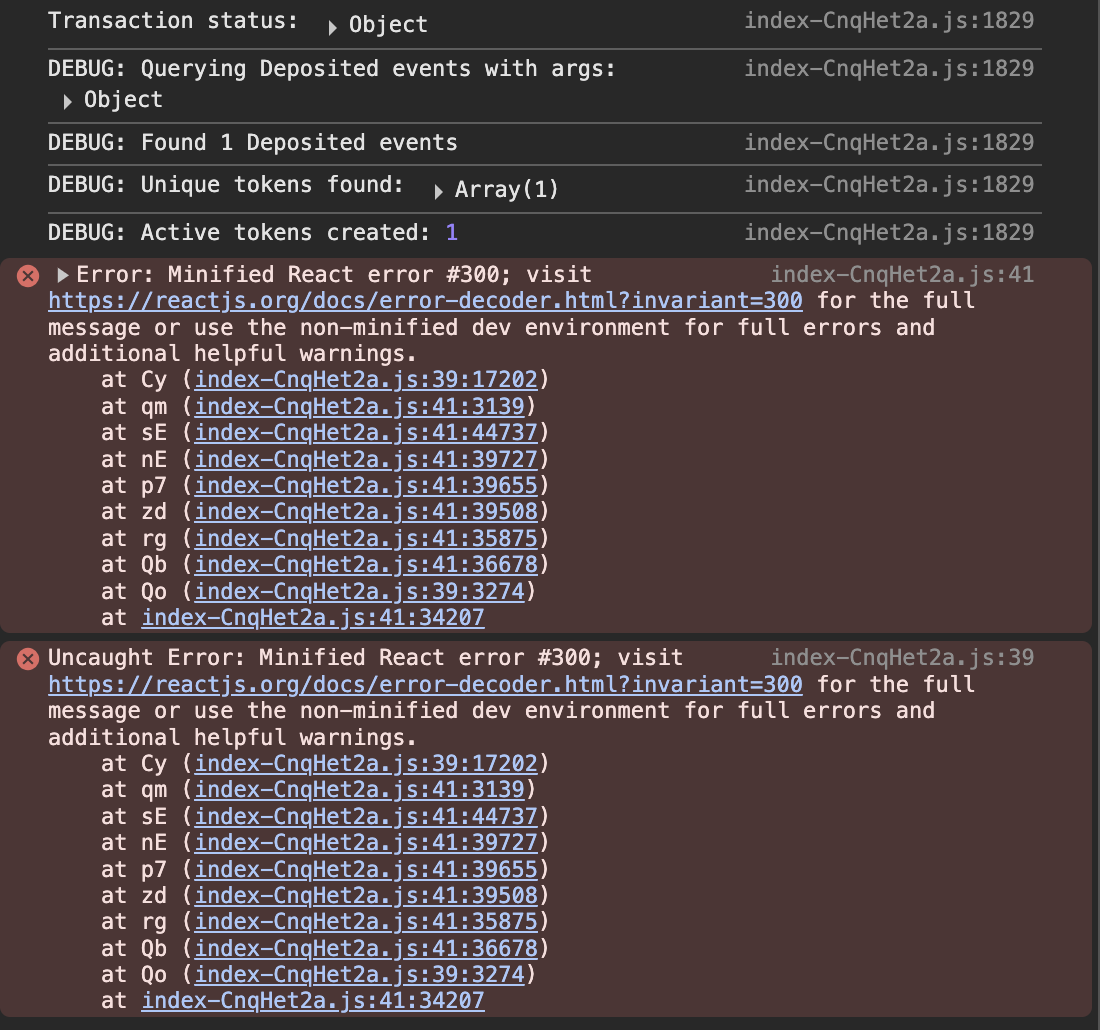 Transaction status: ▶ Object index-CnqHet2a.js:1829
DEBUG: Querying Deposited events with args: index-CnqHet2a.js:1829
▶ Object
DEBUG: Found 1 Deposited events index-CnqHet2a.js:1829
DEBUG: Unique tokens found: ▶ Array(1) index-CnqHet2a.js:1829
DEBUG: Active tokens created: 1 index-CnqHet2a.js:1829
▶ Error: Minified React error #300; visit index-CnqHet2a.js:41
https://reactjs.org/docs/error-decoder.html?invariant=300 for the full
message or use the non-minified dev environment for full errors and
additional helpful warnings.
at Cy (index-CnqHet2a.js:39:17202)
at qm (index-CnqHet2a.js:41:3139)
at sE (index-CnqHet2a.js:41:44737)
at nE (index-CnqHet2a.js:41:39727)
at p7 (index-CnqHet2a.js:41:39655)
at zd (index-CnqHet2a.js:41:39508)
at rg (index-CnqHet2a.js:41:35875)
at Qb (index-CnqHet2a.js:41:36678)
at Qo (index-CnqHet2a.js:39:3274)
at index-CnqHet2a.js:41:34207
Uncaught Error: Minified React error #300; visit index-CnqHet2a.js:39
https://reactjs.org/docs/error-decoder.html?invariant=300 for the full
message or use the non-minified dev environment for full errors and
additional helpful warnings.
at Cy (index-CnqHet2a.js:39:17202)
at qm (index-CnqHet2a.js:41:3139)
at sE (index-CnqHet2a.js:41:44737)
at nE (index-CnqHet2a.js:41:39727)
at p7 (index-CnqHet2a.js:41:39655)
at zd (index-CnqHet2a.js:41:39508)
at rg (index-CnqHet2a.js:41:35875)
at Qb (index-CnqHet2a.js:41:36678)
at Qo (index-CnqHet2a.js:39:3274)
at index-CnqHet2a.js:41:34207